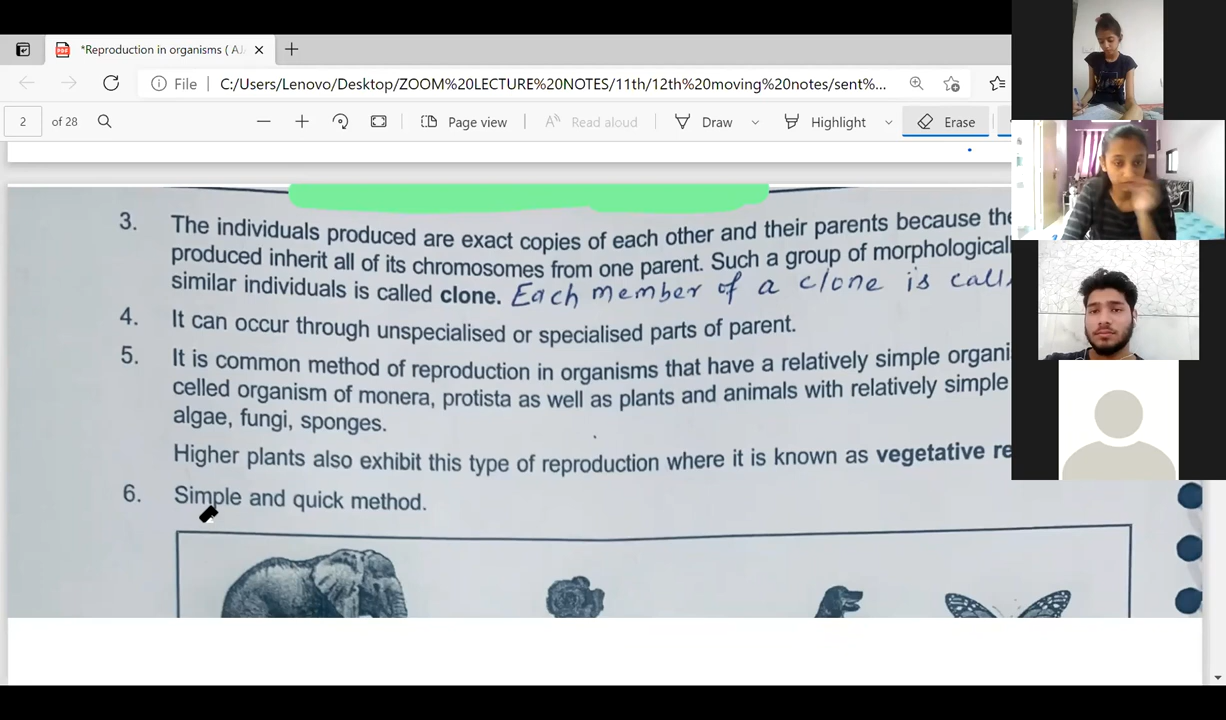 *Reproduction in organisms ( AJ
File
C:/Users/Lenovo/Desktop/ZOOM%20LECTURE%20NOTES/11th/12th%20moving%20notes/sent%...
2 of 28
Page view
Read aloud
Draw
Highlight
Erase
3. The individuals produced are exact copies of each other and their parents because the
produced inherit all of its chromosomes from one parent. Such a group of morphological
similar individuals is called clone. Each member of a clone is call
4. It can occur through unspecialised or specialised parts of parent.
5. It is common method of reproduction in organisms that have a relatively simple organi
celled organism of monera, protista as well as plants and animals with relatively simple
algae, fungi, sponges.
Higher plants also exhibit this type of reproduction where it is known as vegetative re
6. Simple and quick method.